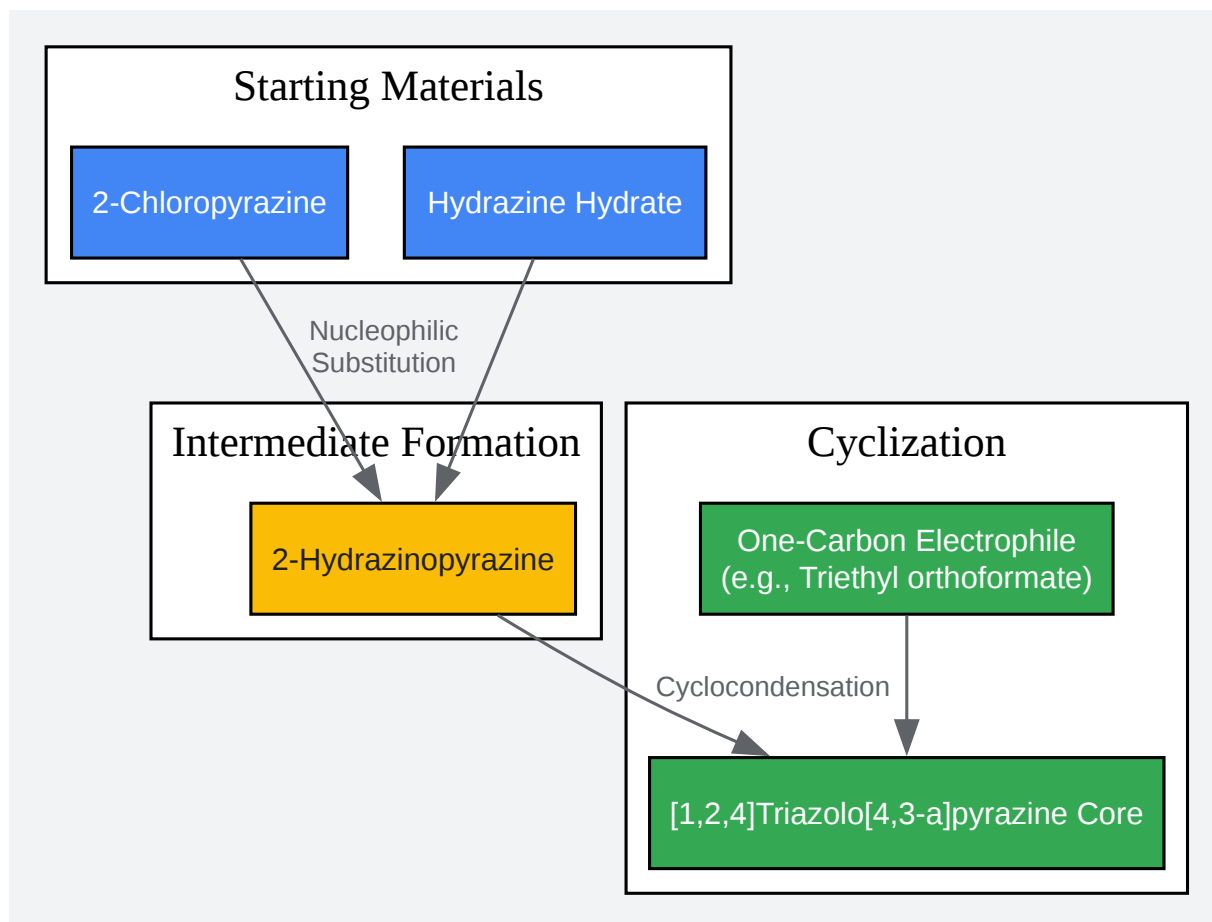 Starting Materials
2-Chloropyrazine
Hydrazine Hydrate
Nucleophilic
Substitution
Intermediate Formation
2-Hydrazinopyrazine
Cyclization
One-Carbon Electrophile
(e.g., Triethyl orthoformate)
Cyclocondensation
[1,2,4]Triazolo[4,3-a]pyrazine Core